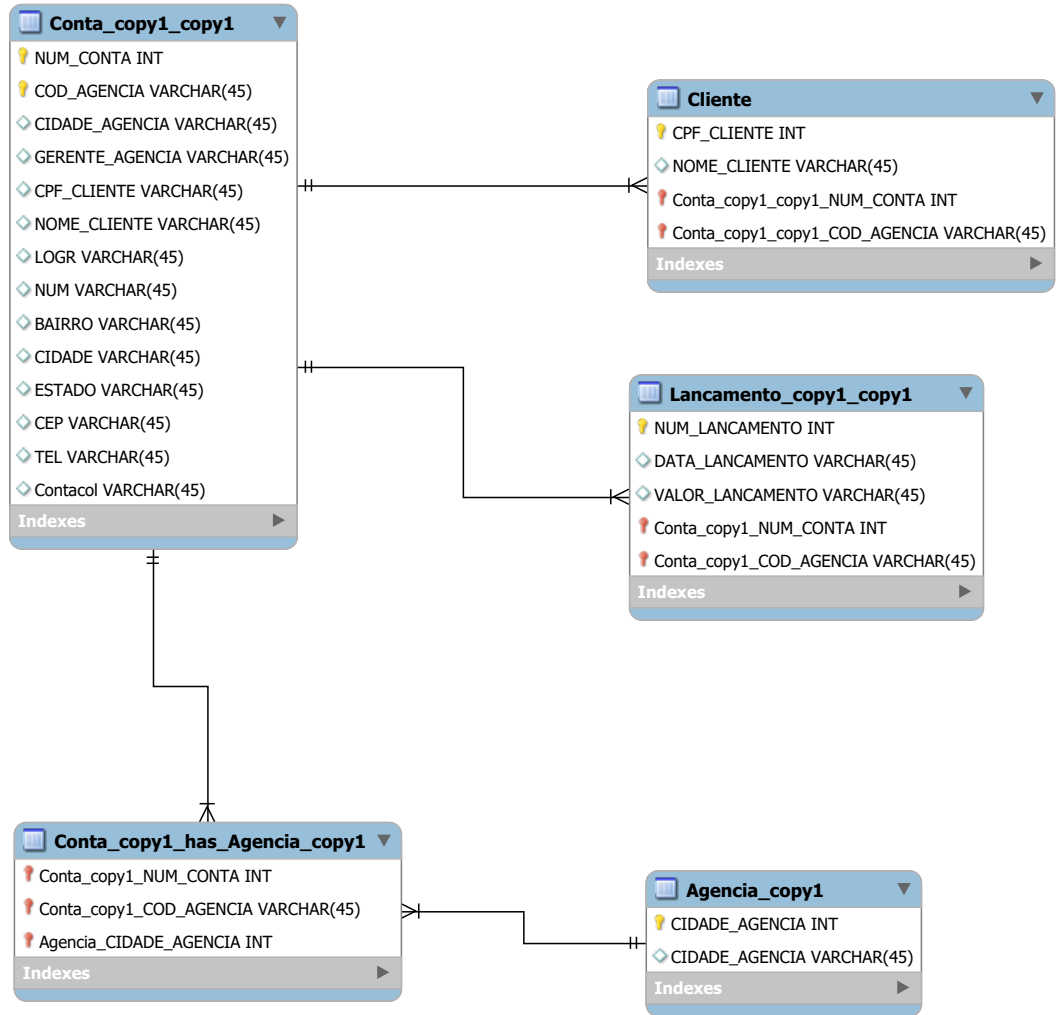 Conta_copy1_copy1
NUM_CONTA INT
COD_AGENCIA VARCHAR(45)
CIDADE_AGENCIA VARCHAR(45)
GERENTE_AGENCIA VARCHAR(45)
CPF_CLIENTE VARCHAR(45)
NOME_CLIENTE VARCHAR(45)
LOGR VARCHAR(45)
NUM VARCHAR(45)
BAIRRO VARCHAR(45)
CIDADE VARCHAR(45)
ESTADO VARCHAR(45)
CEP VARCHAR(45)
TEL VARCHAR(45)
Contacol VARCHAR(45)
Indexes
Cliente
CPF_CLIENTE INT
NOME_CLIENTE VARCHAR(45)
Conta_copy1_copy1_NUM_CONTA INT
Conta_copy1_copy1_COD_AGENCIA VARCHAR(45)
Indexes
Lancamento_copy1_copy1
NUM_LANCAMENTO INT
DATA_LANCAMENTO VARCHAR(45)
VALOR_LANCAMENTO VARCHAR(45)
Conta_copy1_NUM_CONTA INT
Conta_copy1_COD_AGENCIA VARCHAR(45)
Indexes
Conta_copy1_has_Agencia_copy1
Conta_copy1_NUM_CONTA INT
Conta_copy1_COD_AGENCIA VARCHAR(45)
Agencia_CIDADE_AGENCIA INT
Indexes
Agencia_copy1
CIDADE_AGENCIA INT
CIDADE_AGENCIA VARCHAR(45)
Indexes